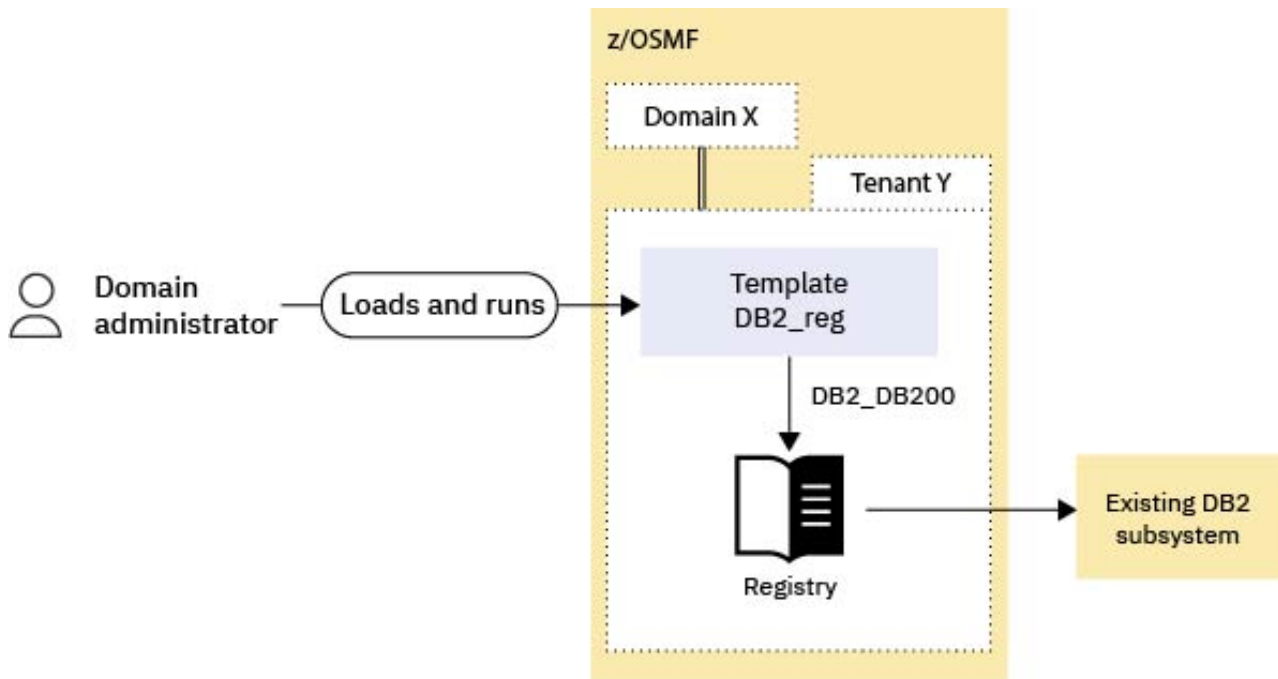 z/OSMF
Domain X
Tenant Y
Domain
administrator
Loads and runs
Template
DB2_reg
DB2_DB200
Registry
Existing DB2
subsystem